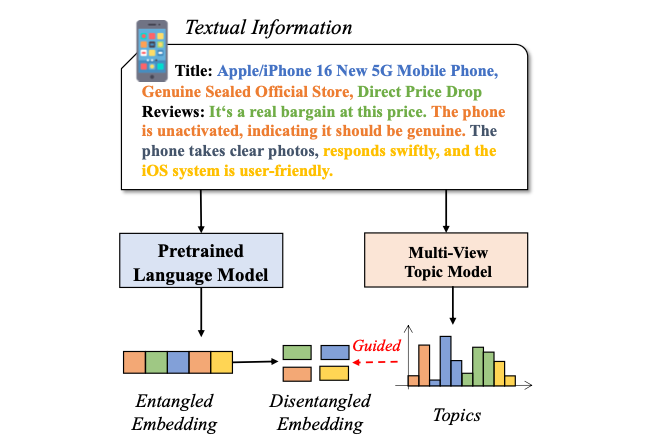 Textual Information
Title: Apple/iPhone 16 New 5G Mobile Phone,
Genuine Sealed Official Store, Direct Price Drop
Reviews: It‘s a real bargain at this price. The phone
is unactivated, indicating it should be genuine. The
phone takes clear photos, responds swiftly, and the
iOS system is user-friendly.
Pretrained
Language Model
Multi-View
Topic Model
Guided
Entangled
Embedding
Disentangled
Embedding
Topics